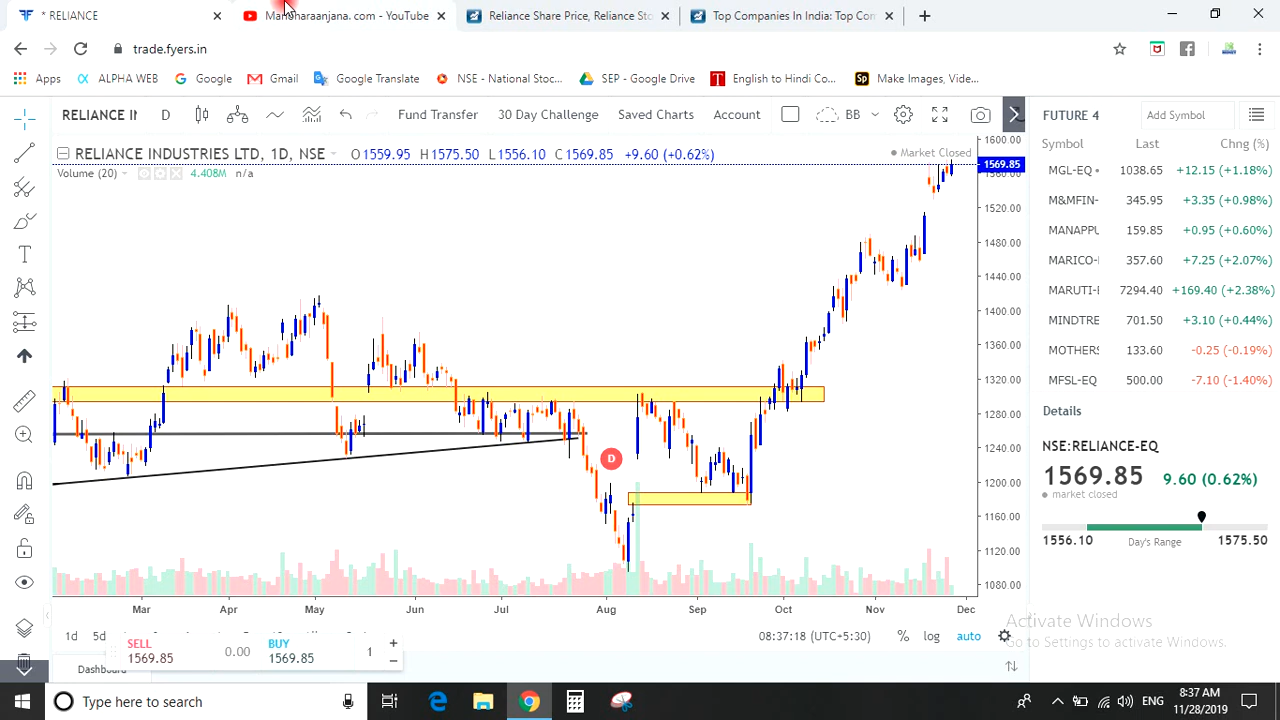 * RELIANCE
Man haraanjana. com - YouTube
Reliance Share Price, Reliance Sto
Top Companies In India: Top Com
trade.fyers.in
Apps
ALPHA WEB
Google
Gmail
Google Translate
NSE - National Stoc...
SEP - Google Drive
English to Hindi Co...
Make Images, Vide...
RELIANCE IN
D
Fund Transfer
30 Day Challenge
Saved Charts
Account
BB
FUTURE 4
Add Symbol
RELIANCE INDUSTRIES LTD, 1D, NSE
O1559.95 H1575.50 L1556.10 C1569.85 +9.60 (+0.62%)
Market Closed
Volume (20)
4.408M n/a
1600.00
1569.85
1560.00
1520.00
1480.00
1440.00
1400.00
1360.00
1320.00
1280.00
1240.00
1200.00
1160.00
1120.00
1080.00
Symbol Last Chng (%)
MGL-EQ 1038.65 +12.15 (+1.18%)
M&MFIN- 345.95 +3.35 (+0.98%)
MANAPPU 159.85 +0.95 (+0.60%)
MARICO- 357.60 +7.25 (+2.07%)
MARUTI- 7294.40 +169.40 (+2.38%)
MINDTRE 701.50 +3.10 (+0.44%)
MOTHERS 133.60 -0.25 (-0.19%)
MFSL-EQ 500.00 -7.10 (-1.40%)
Details
NSE:RELIANCE-EQ
1569.85 9.60 (0.62%)
market closed
1556.10 Day's Range 1575.50
D
Mar Apr May Jun Jul Aug Sep Oct Nov Dec
1d 5d
08:37:18 (UTC+5:30)
% log auto
SELL
1569.85
0.00
BUY
1569.85
1
+
−
Dashboard
Activate Windows
Go to Settings to activate Windows.
Type here to search
ENG
8:37 AM
11/28/2019